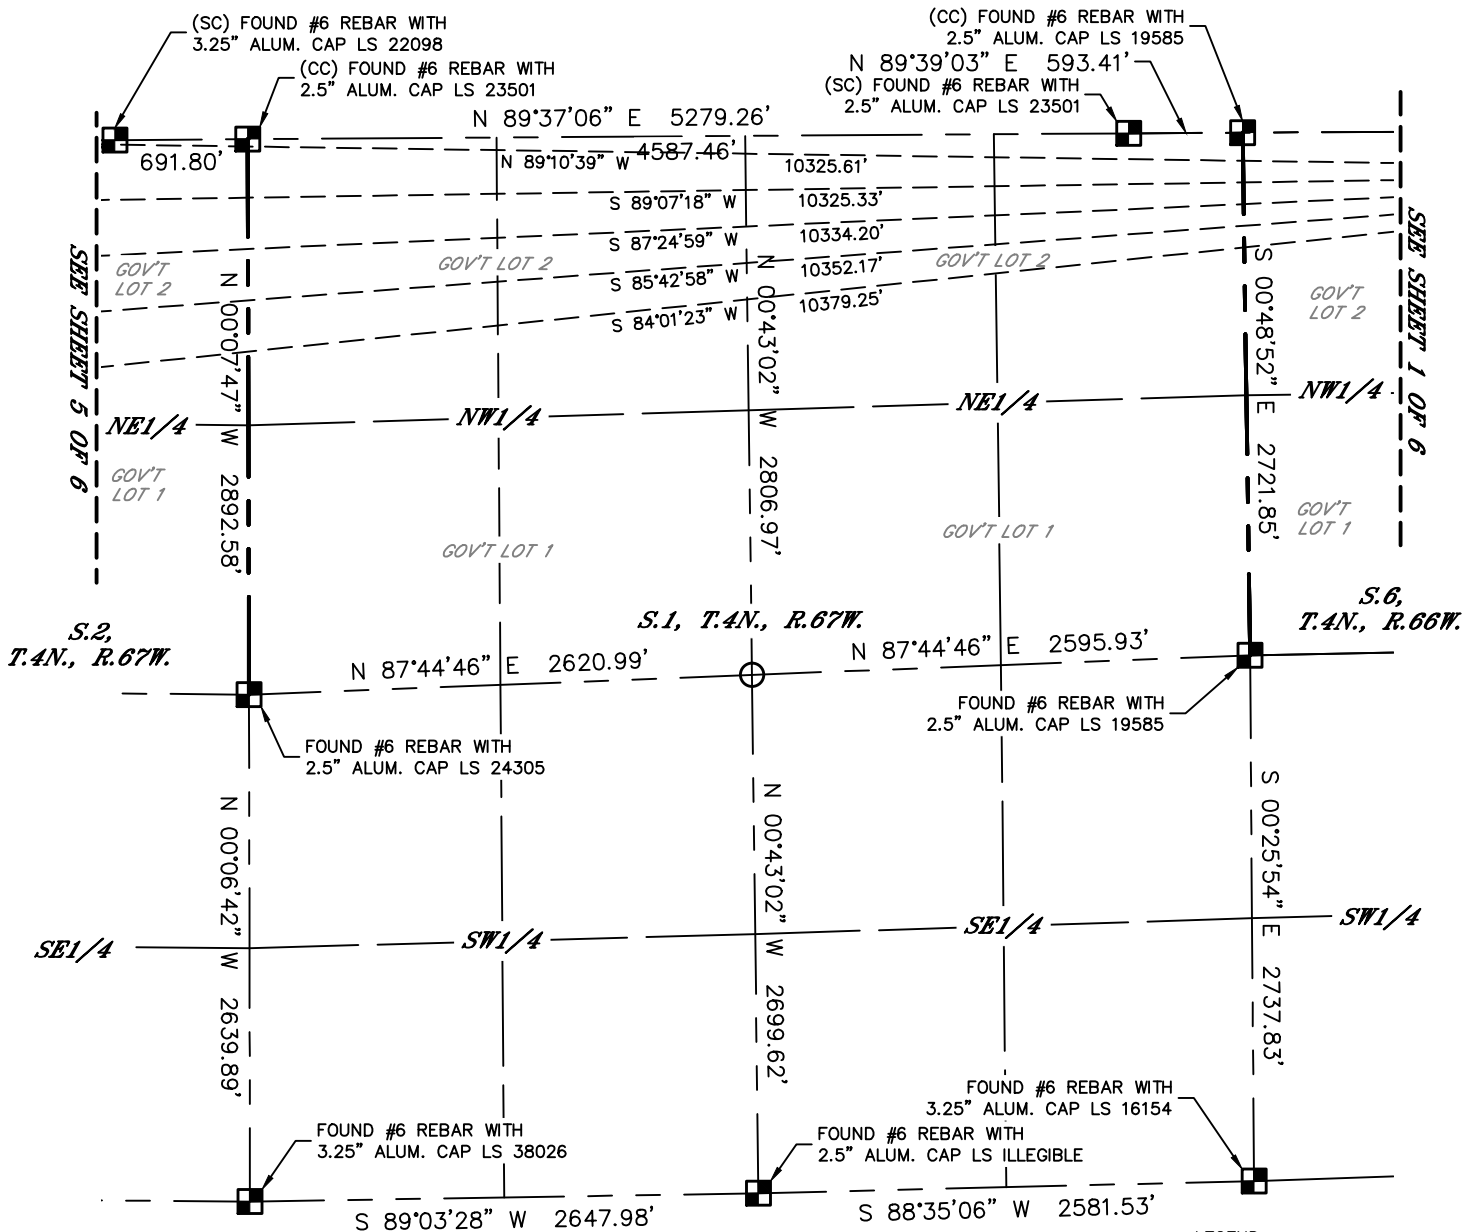 (SC) FOUND #6 REBAR WITH
3.25" ALUM. CAP LS 22098
(CC) FOUND #6 REBAR WITH
2.5" ALUM. CAP LS 23501
(CC) FOUND #6 REBAR WITH
2.5" ALUM. CAP LS 19585
N 89°39'03" E 593.41'
(SC) FOUND #6 REBAR WITH
2.5" ALUM. CAP LS 23501
N 89°37'06" E 5279.26'
691.80'
4587.46'
N 89°10'39" W 10325.61'
S 89°07'18" W 10325.33'
S 87°24'59" W 10334.20'
S 85°42'58" W 10352.17'
S 84°01'23" W 10379.25'
GOV'T
LOT 2
GOV'T LOT 2
GOV'T LOT 2
GOV'T
LOT 2
SEE SHEET 5 OF 6
N 00°07'47" W 2892.58'
N 00°43'02" W 2806.97'
S 00°48'52" E 2721.85'
SEE SHEET 1 OF 6
NE1/4
NW1/4
NE1/4
NW1/4
GOV'T
LOT 1
GOV'T LOT 1
GOV'T LOT 1
GOV'T
LOT 1
S.2,
T.4N., R.67W.
S.1, T.4N., R.67W.
S.6,
T.4N., R.66W.
N 87°44'46" E 2620.99'
N 87°44'46" E 2595.93'
FOUND #6 REBAR WITH
2.5" ALUM. CAP LS 24305
FOUND #6 REBAR WITH
2.5" ALUM. CAP LS 19585
N 00°06'42" W 2639.89'
N 00°43'02" W 2699.62'
S 00°25'54" E 2737.83'
SE1/4
SW1/4
SE1/4
SW1/4
FOUND #6 REBAR WITH
3.25" ALUM. CAP LS 38026
FOUND #6 REBAR WITH
2.5" ALUM. CAP LS ILLEGIBLE
FOUND #6 REBAR WITH
3.25" ALUM. CAP LS 16154
S 89°03'28" W 2647.98'
S 88°35'06" W 2581.53'